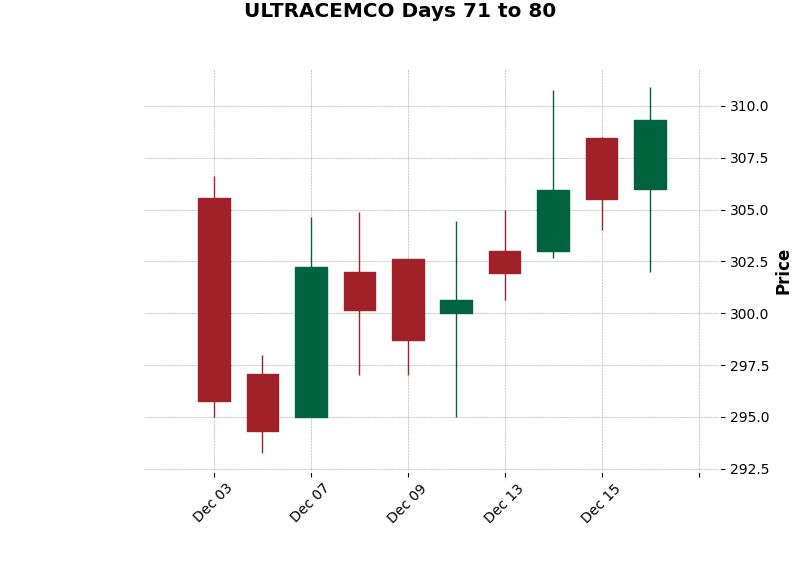 ULTRACEMCO Days 71 to 80
310.0
307.5
305.0
302.5
300.0
297.5
295.0
292.5
Price
Dec 03
Dec 07
Dec 09
Dec 13
Dec 15